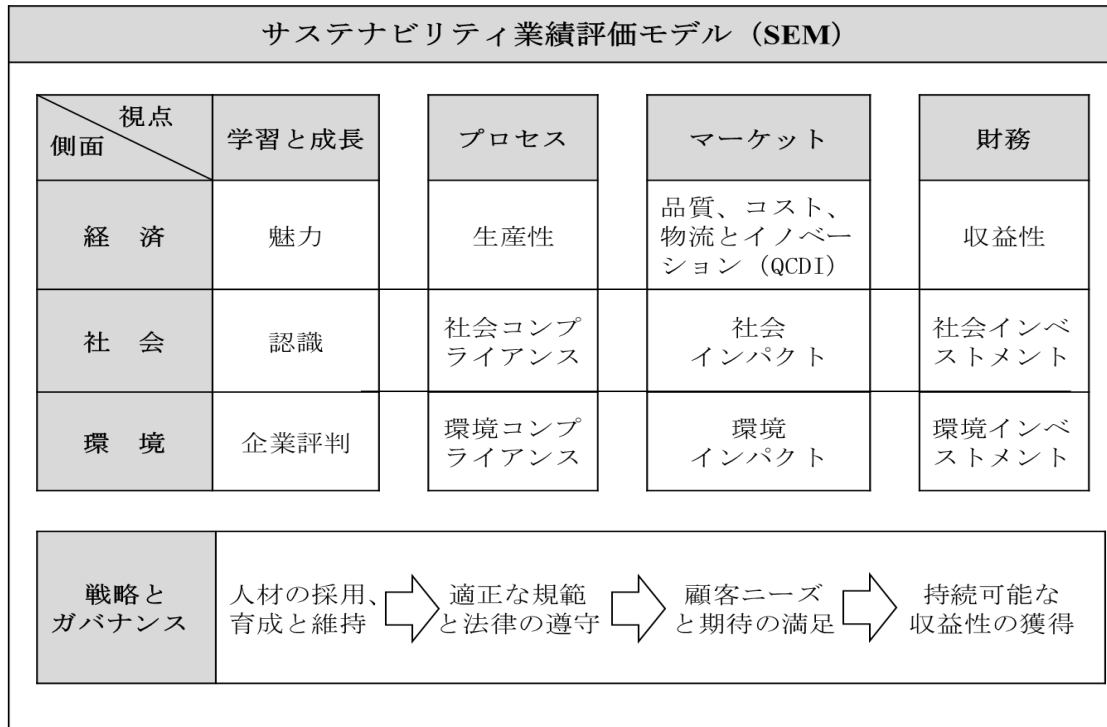 サステナビリティ業績評価モデル（SEM）
視点
側面
学習と成長
プロセス
マーケット
財務
経　済
魅力
生産性
品質、コスト、
物流とイノベー
ション（QCDI）
収益性
社　会
認識
社会コンプ
ライアンス
社会
インパクト
社会インベ
ストメント
環　境
企業評判
環境コンプ
ライアンス
環境
インパクト
環境インベ
ストメント
戦略と
ガバナンス
人材の採用、
育成と維持
適正な規範
と法律の遵守
顧客ニーズ
と期待の満足
持続可能な
収益性の獲得